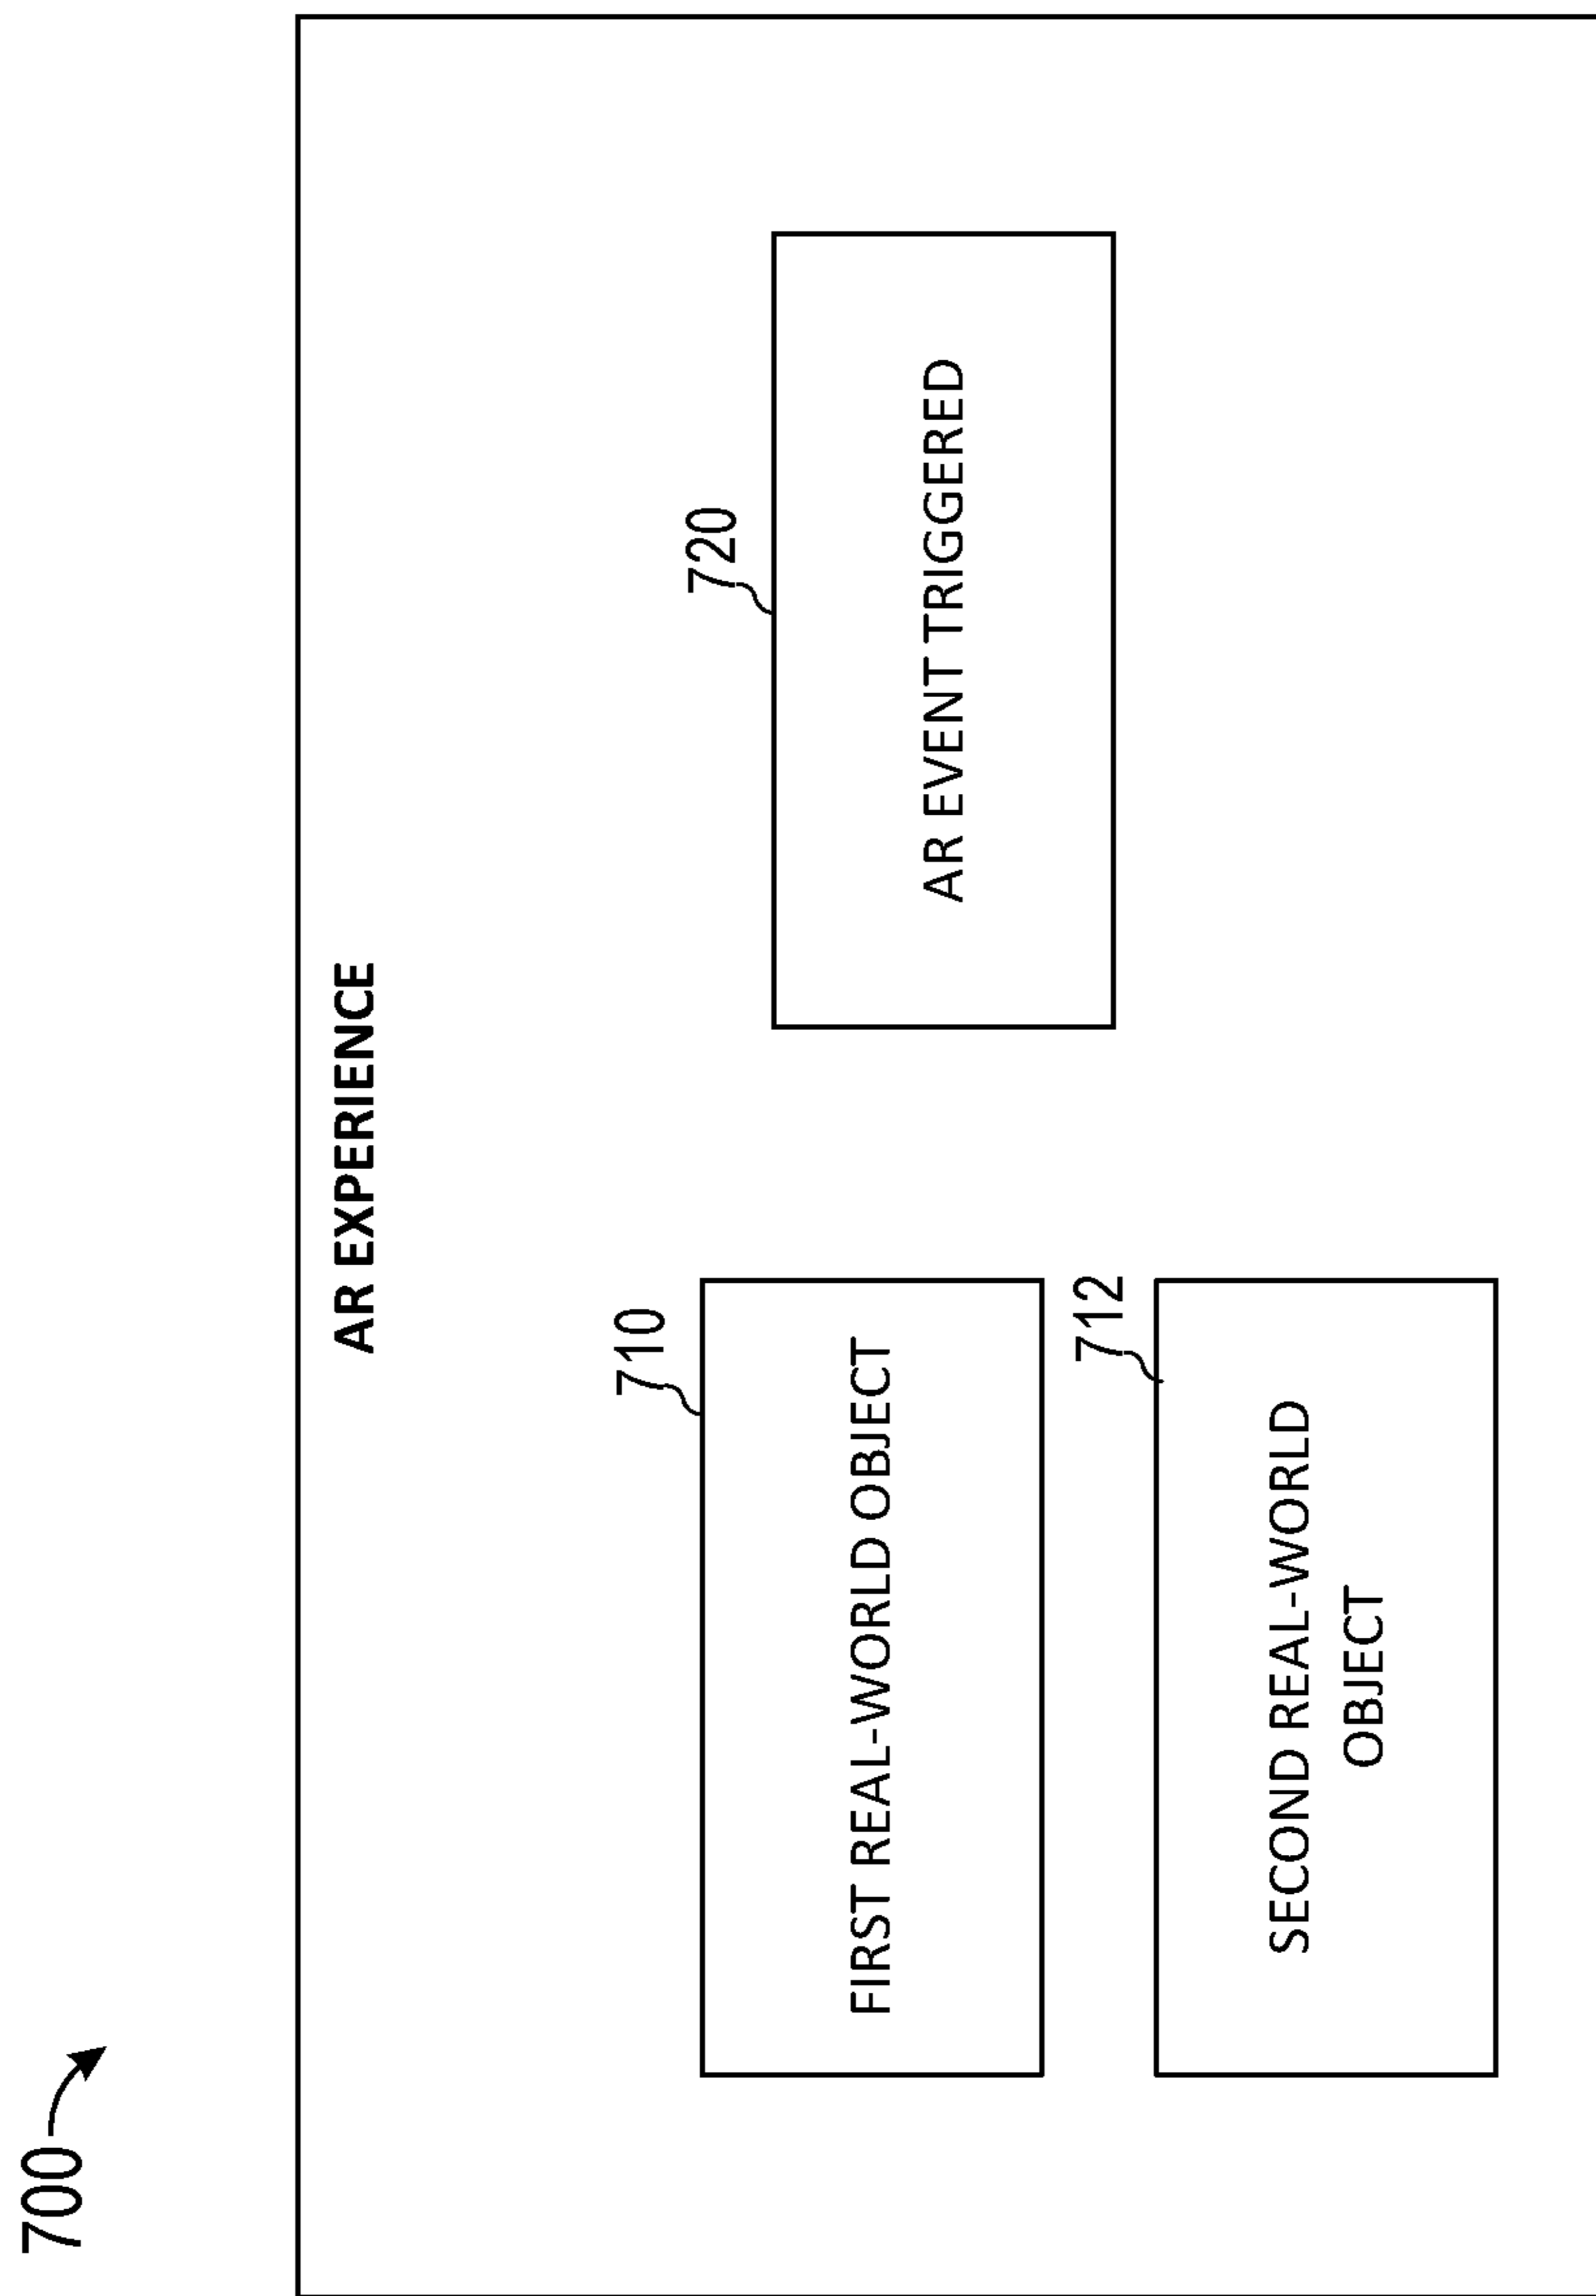 700
AR EXPERIENCE
710
FIRST REAL-WORLD OBJECT
720
AR EVENT TRIGGERED
712
SECOND REAL-WORLD
OBJECT